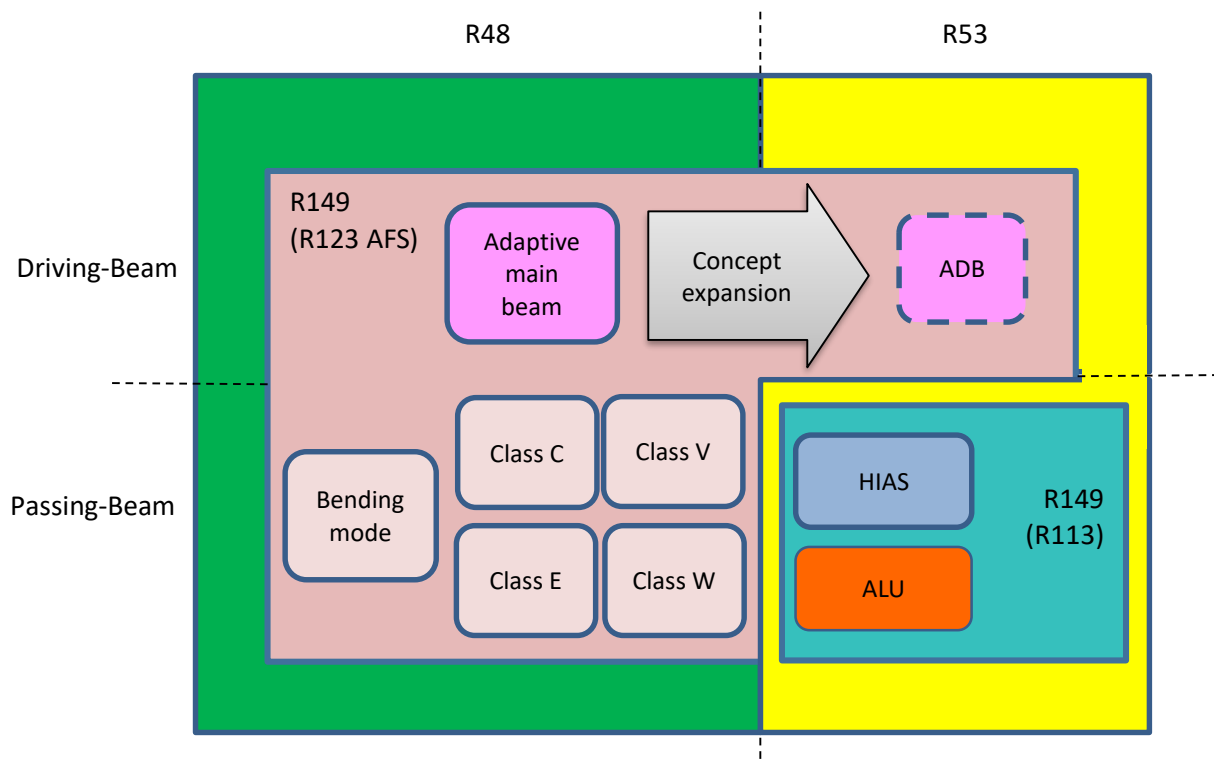 R48
R53
R149
(R123 AFS)
Adaptive
main
beam
Concept
expansion
ADB
Driving-Beam
Class C
Class V
Bending
mode
Class E
Class W
Passing-Beam
HIAS
ALU
R149
(R113)